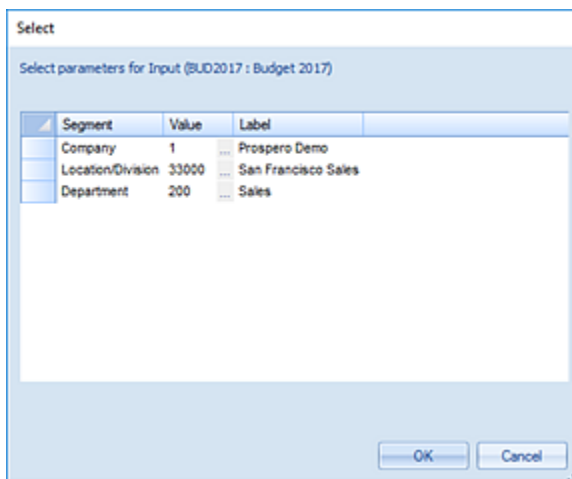 Select
Select parameters for Input (BUD2017 : Budget 2017)
Segment Value Label
Company 1 ... Prospero Demo
Location/Division 33000 ... San Francisco Sales
Department 200 ... Sales
OK Cancel